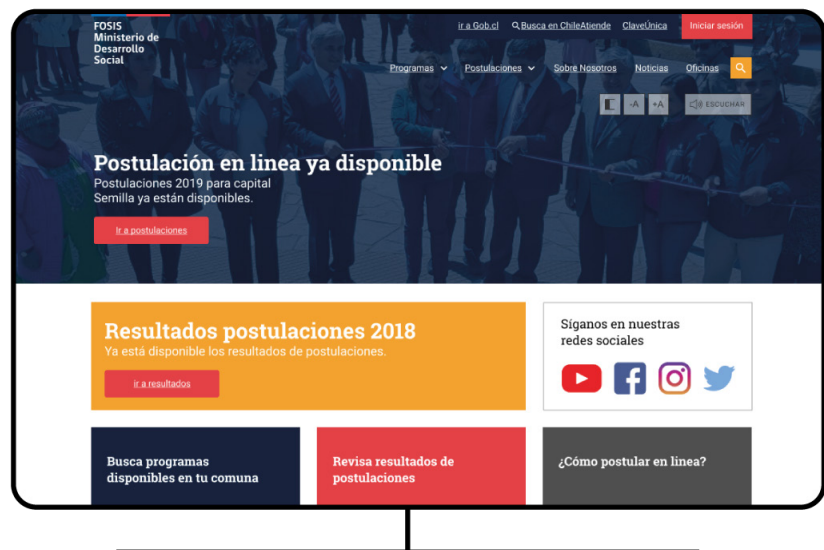 FOSIS
Ministerio de
Desarrollo
Social
ir a Gob.cl Busca en ChileAtiende ClaveÚnica Iniciar sesión
Programas Postulaciones Sobre Nosotros Noticias Oficinas
-A +A ESCUCHAR
Postulación en linea ya disponible
Postulaciones 2019 para capital
Semilla ya están disponibles.
Ir a postulaciones
Resultados postulaciones 2018
Ya está disponible los resultados de postulaciones.
ir a resultados
Síganos en nuestras
redes sociales
Busca programas
disponibles en tu comuna
Revisa resultados de
postulaciones
¿Cómo postular en linea?